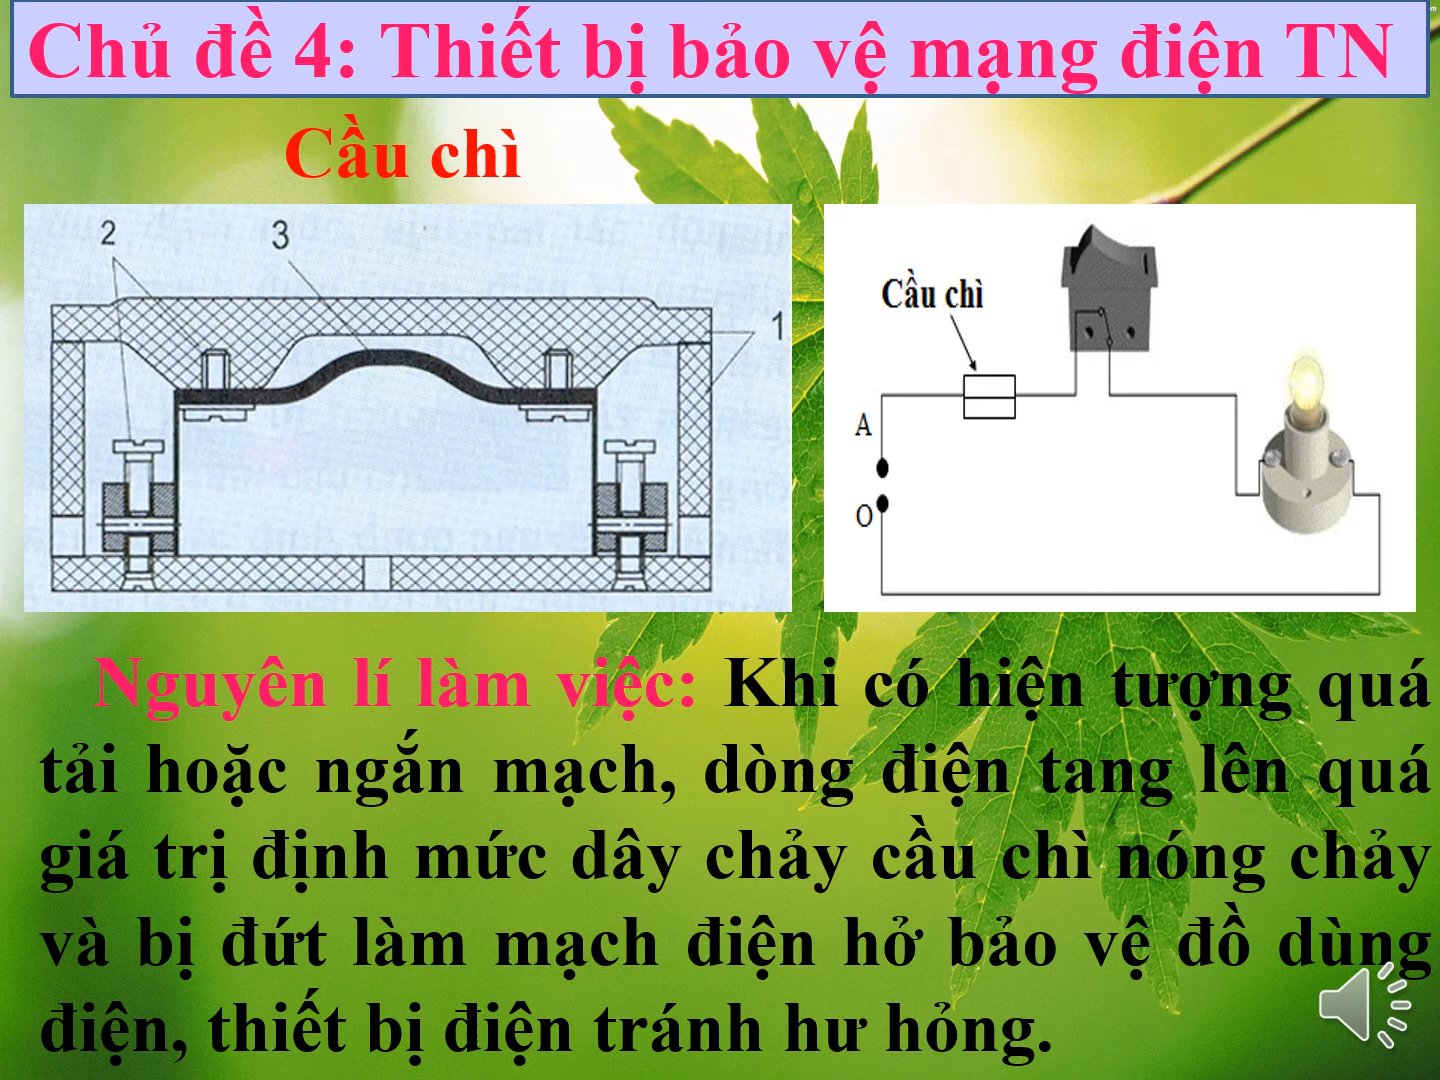 Chủ đề 4: Thiết bị bảo vệ mạng điện TN
Cầu chì
2
3
1
Cầu chì
A
O
Nguyên lí làm việc: Khi có hiện tượng quá
tải hoặc ngắn mạch, dòng điện tang lên quá
giá trị định mức dây chảy cầu chì nóng chảy
và bị đứt làm mạch điện hở bảo vệ đồ dùng
điện, thiết bị điện tránh hư hỏng.